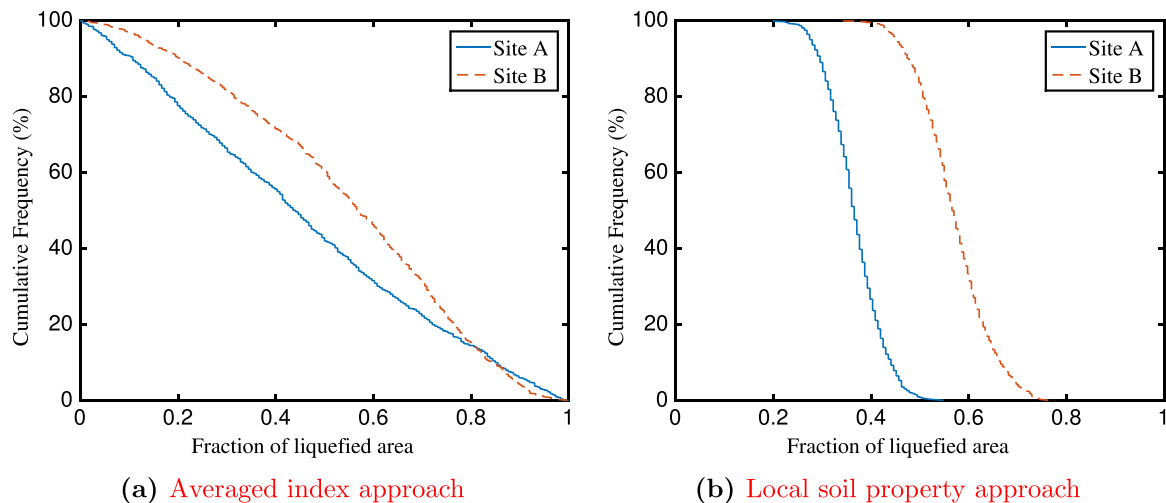 100
80
60
40
20
0
Cumulative Frequency (%)
Site A
Site B
0 0.2 0.4 0.6 0.8 1
Fraction of liquefied area
(a) Averaged index approach
100
80
60
40
20
0
Cumulative Frequency (%)
Site A
Site B
0 0.2 0.4 0.6 0.8 1
Fraction of liquefied area
(b) Local soil property approach